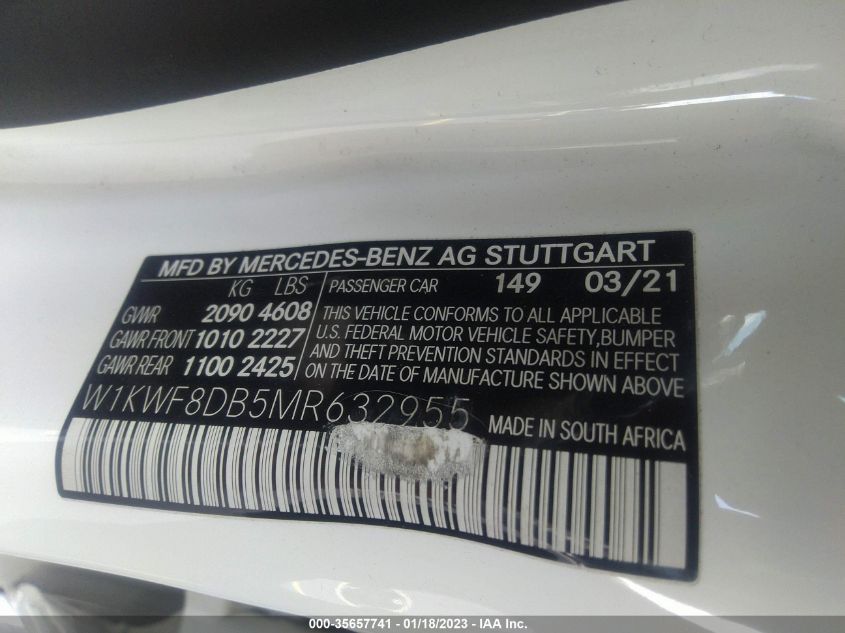 MFD BY MERCEDES-BENZ AG STUTTGART
KG LBS PASSENGER CAR 149 03/21
GVWR 2090 4608
GAWR FRONT 1010 2227
GAWR REAR 1100 2425
THIS VEHICLE CONFORMS TO ALL APPLICABLE
U.S. FEDERAL MOTOR VEHICLE SAFETY,BUMPER
AND THEFT PREVENTION STANDARDS IN EFFECT
ON THE DATE OF MANUFACTURE SHOWN ABOVE
W1KWF8DB5MR632955 MADE IN SOUTH AFRICA
000-35657741 - 01/18/2023 - © IAA Inc.